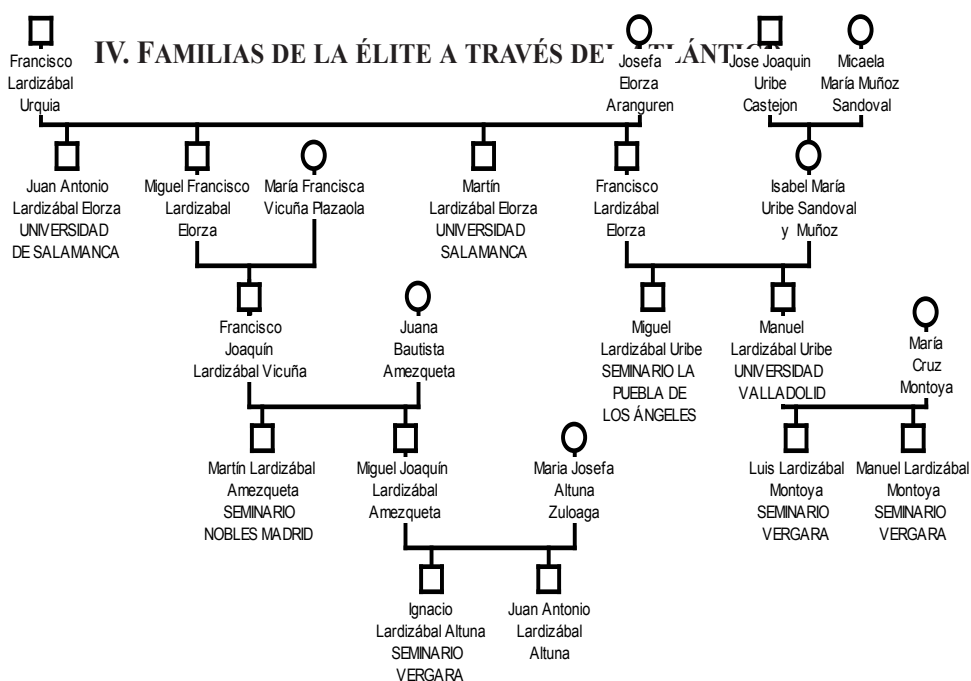 IV. FAMILIAS DE LA ÉLITE A TRAVÉS DEL ATLÁNTICO
Francisco
Lardizábal
Urquia
Josefa
Elorza
Aranguren
Jose Joaquin
Uribe
Castejon
Micaela
María Muñoz
Sandoval
Juan Antonio
Lardizábal Elorza
UNIVERSIDAD
DE SALAMANCA
Miguel Francisco
Lardizabal
Elorza
María Francisca
Vicuña Plazaola
Martín
Lardizábal Elorza
UNIVERSIDAD
SALAMANCA
Francisco
Lardizábal
Elorza
Isabel María
Uribe Sandoval
y Muñoz
Francisco
Joaquín
Lardizábal Vicuña
Juana
Bautista
Amezqueta
Miguel
Lardizábal Uribe
SEMINARIO LA
PUEBLA DE
LOS ÁNGELES
Manuel
Lardizábal Uribe
UNIVERSIDAD
VALLADOLID
María
Cruz
Montoya
Martín Lardizábal
Amezqueta
SEMINARIO
NOBLES MADRID
Miguel Joaquín
Lardizábal
Amezqueta
Maria Josefa
Altuna
Zuloaga
Luis Lardizábal
Montoya
SEMINARIO
VERGARA
Manuel Lardizábal
Montoya
SEMINARIO
VERGARA
Ignacio
Lardizábal Altuna
SEMINARIO
VERGARA
Juan Antonio
Lardizábal
Altuna